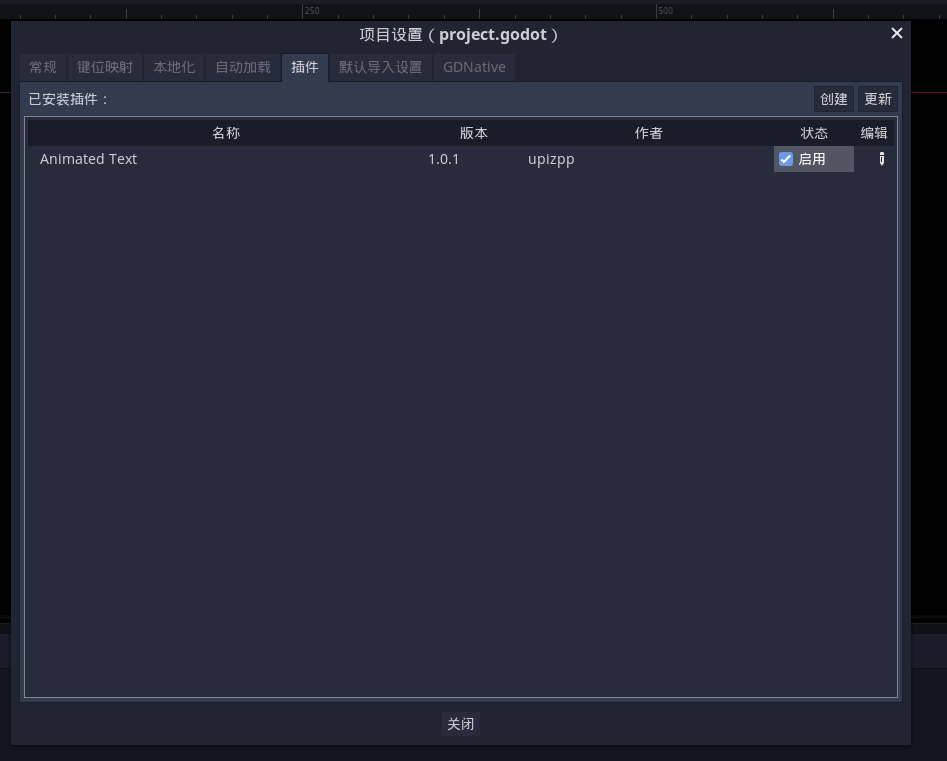 250 500
项目设置（project.godot）
常规 键位映射 本地化 自动加载 插件 默认导入设置 GDNative
已安装插件： 创建 更新
名称 版本 作者 状态 编辑
Animated Text 1.0.1 upizpp 启用
关闭